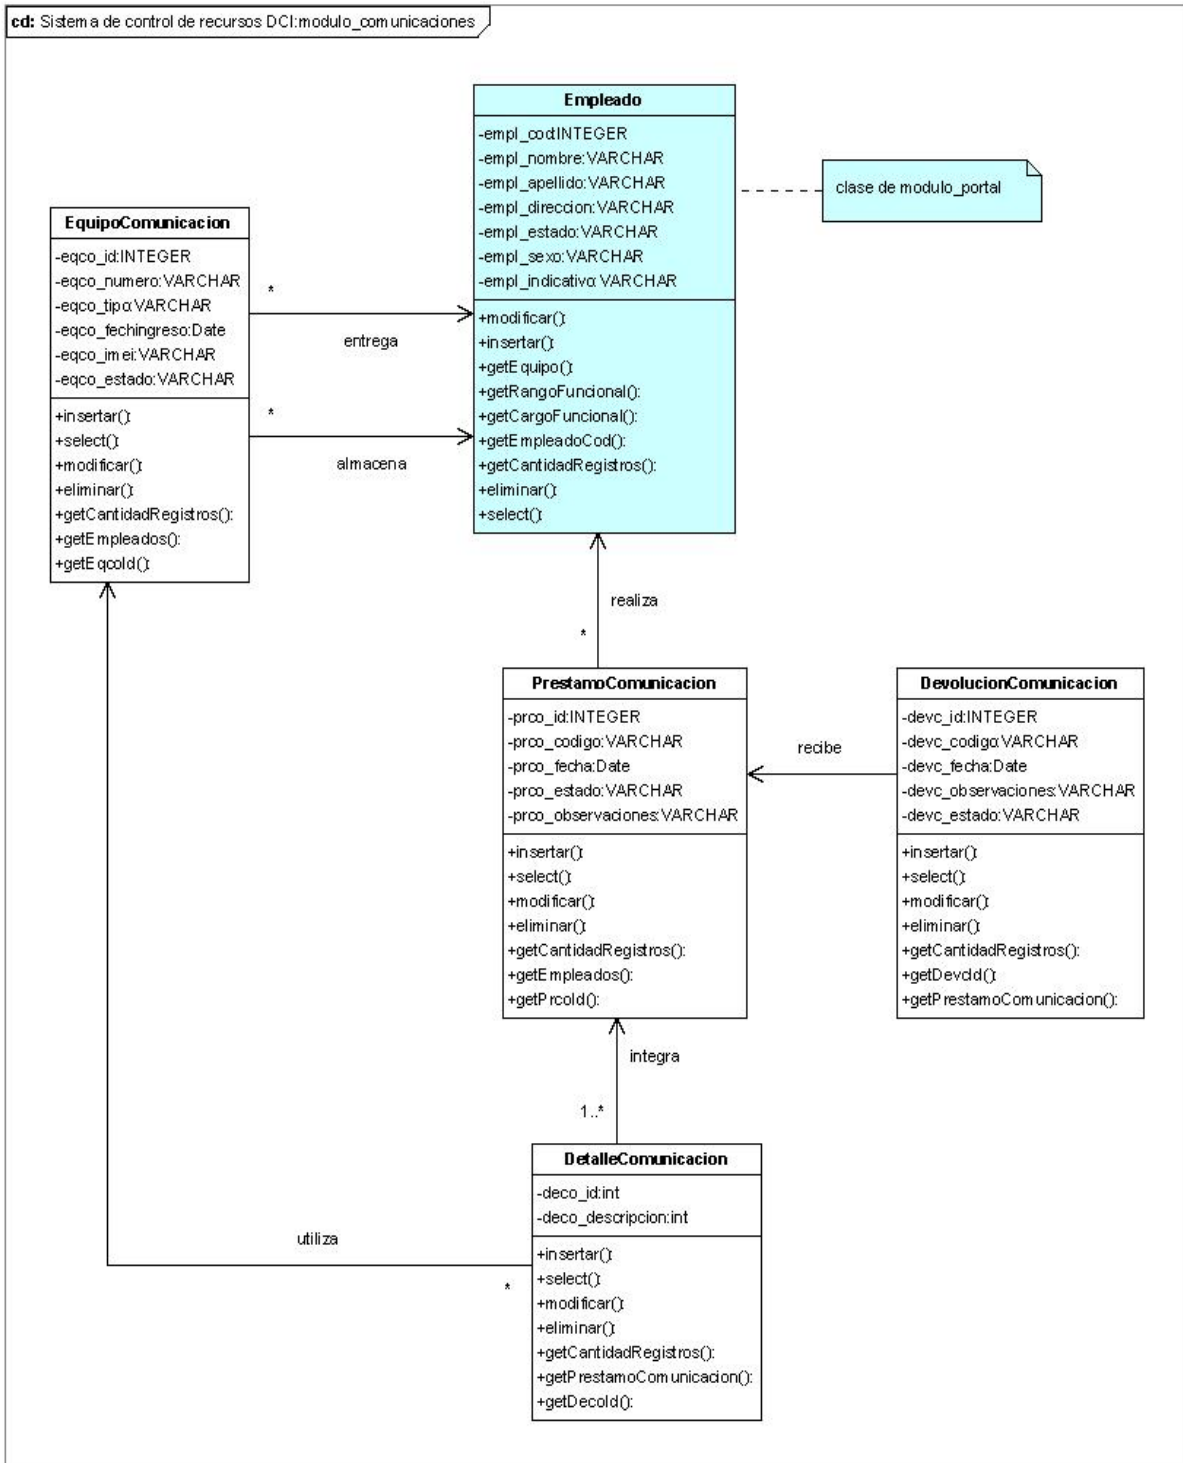 cd: Sistema de control de recursos DCI:modulo_comunicaciones
Empleado
-empl_cod:INTEGER
-empl_nombre:VARCHAR
-empl_apellido:VARCHAR
-empl_direccion:VARCHAR
-empl_estado:VARCHAR
-empl_sexo:VARCHAR
-empl_indicativo:VARCHAR
+modificar():
+insertar():
+getEquipo():
+getRangoFuncional():
+getCargoFuncional():
+getEmpleadoCod():
+getCantidadRegistros():
+eliminar():
+select():
clase de modulo_portal
EquipoComunicacion
-eqco_id:INTEGER
-eqco_numero:VARCHAR
-eqco_tipo:VARCHAR
-eqco_fechingreso:Date
-eqco_imei:VARCHAR
-eqco_estado:VARCHAR
+insertar():
+select():
+modificar():
+eliminar():
+getCantidadRegistros():
+getEmpleados():
+getEqcoId():
*
entrega
*
almacena
realiza
*
PrestamoComunicacion
-prco_id:INTEGER
-prco_codigo:VARCHAR
-prco_fecha:Date
-prco_estado:VARCHAR
-prco_observaciones:VARCHAR
+insertar():
+select():
+modificar():
+eliminar():
+getCantidadRegistros():
+getEmpleados():
+getPrcoId():
recibe
DevolucionComunicacion
-devc_id:INTEGER
-devc_codigo:VARCHAR
-devc_fecha:Date
-devc_observaciones:VARCHAR
-devc_estado:VARCHAR
+insertar():
+select():
+modificar():
+eliminar():
+getCantidadRegistros():
+getDevcId():
+getPrestamoComunicacion():
integra
1..*
DetalleComunicacion
-deco_id:int
-deco_descripcion:int
+insertar():
+select():
+modificar():
+eliminar():
+getCantidadRegistros():
+getPrestamoComunicacion():
+getDecoId():
utiliza
*